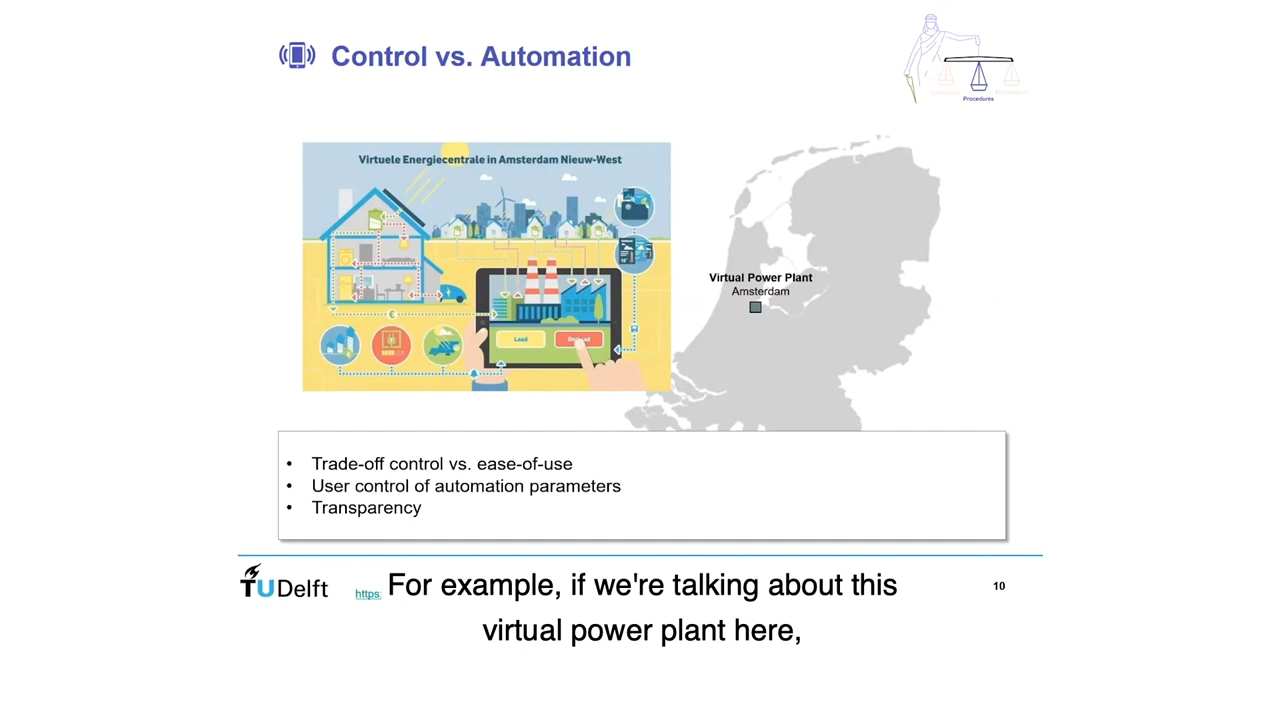 Control vs. Automation
Procedures
Virtuele Energiecentrale in Amsterdam Nieuw-West
Virtual Power Plant
Amsterdam
Laad
• Trade-off control vs. ease-of-use
• User control of automation parameters
• Transparency
TU Delft
https:
For example, if we're talking about this
virtual power plant here,
10